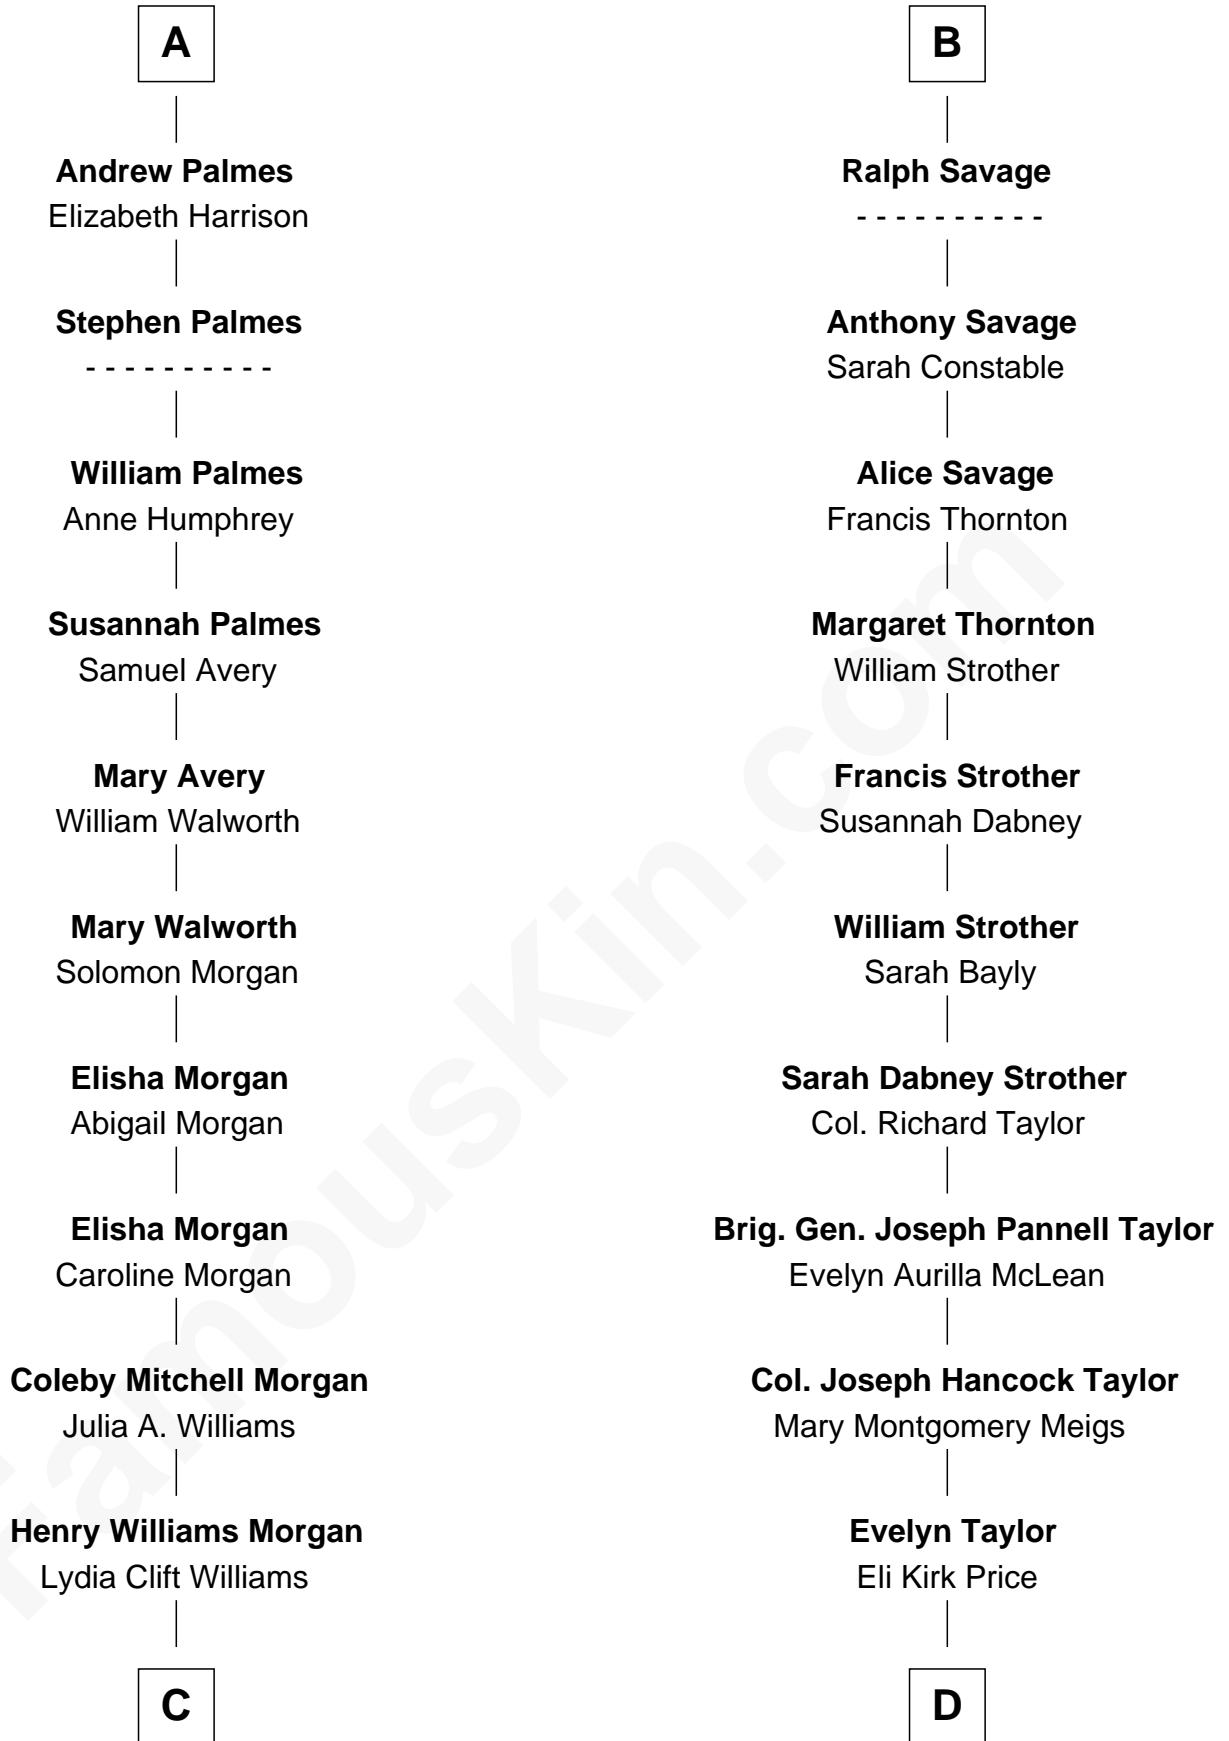 A
Andrew Palmes
Elizabeth Harrison
Stephen Palmes
- - - - - - - - - -
William Palmes
Anne Humphrey
Susannah Palmes
Samuel Avery
Mary Avery
William Walworth
Mary Walworth
Solomon Morgan
Elisha Morgan
Abigail Morgan
Elisha Morgan
Caroline Morgan
Coleby Mitchell Morgan
Julia A. Williams
Henry Williams Morgan
Lydia Clift Williams
C
B
Ralph Savage
- - - - - - - - - -
Anthony Savage
Sarah Constable
Alice Savage
Francis Thornton
Margaret Thornton
William Strother
Francis Strother
Susannah Dabney
William Strother
Sarah Bayly
Sarah Dabney Strother
Col. Richard Taylor
Brig. Gen. Joseph Pannell Taylor
Evelyn Aurilla McLean
Col. Joseph Hancock Taylor
Mary Montgomery Meigs
Evelyn Taylor
Eli Kirk Price
D
famouskin.com